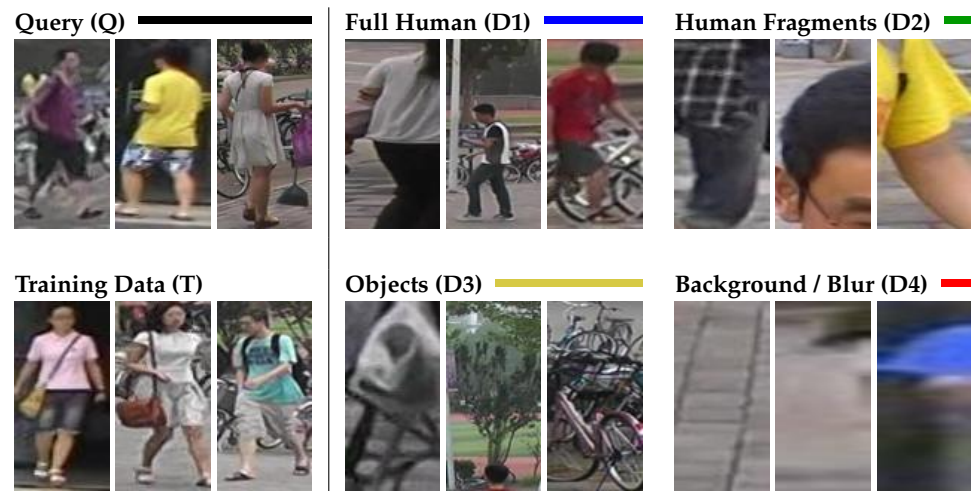 Query (Q)
Full Human (D1)
Human Fragments (D2)
Training Data (T)
Objects (D3)
Background / Blur (D4)